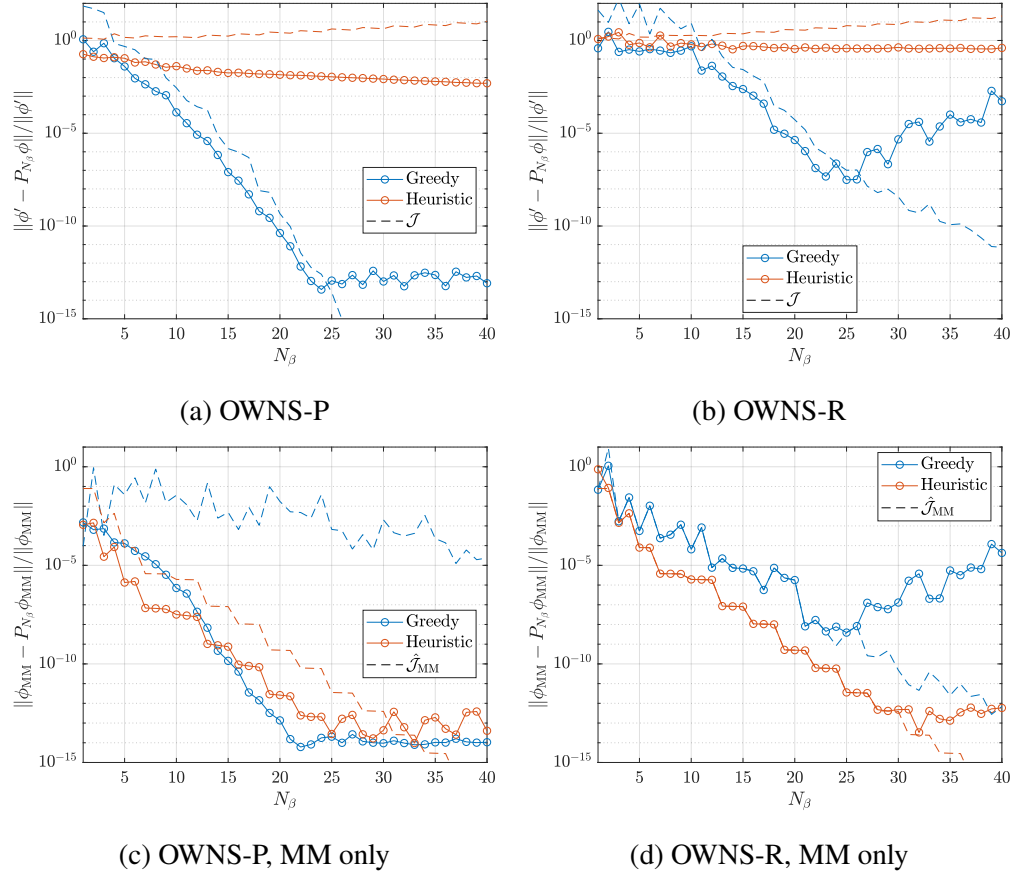 ||ϕ′ − P_{N_β} ϕ||/||ϕ′||
10^0
10^{-5}
10^{-10}
10^{-15}
Greedy
Heuristic
𝒥
5 10 15 20 25 30 35 40
N_β
(a) OWNS-P
||ϕ′ − P_{N_β} ϕ||/||ϕ′||
10^0
10^{-5}
10^{-10}
10^{-15}
Greedy
Heuristic
𝒥
5 10 15 20 25 30 35 40
N_β
(b) OWNS-R
||ϕ_MM − P_{N_β} ϕ_MM||/||ϕ_MM||
10^0
10^{-5}
10^{-10}
10^{-15}
Greedy
Heuristic
𝒥̂_MM
5 10 15 20 25 30 35 40
N_β
(c) OWNS-P, MM only
||ϕ_MM − P_{N_β} ϕ_MM||/||ϕ_MM||
10^0
10^{-5}
10^{-10}
10^{-15}
Greedy
Heuristic
𝒥̂_MM
5 10 15 20 25 30 35 40
N_β
(d) OWNS-R, MM only